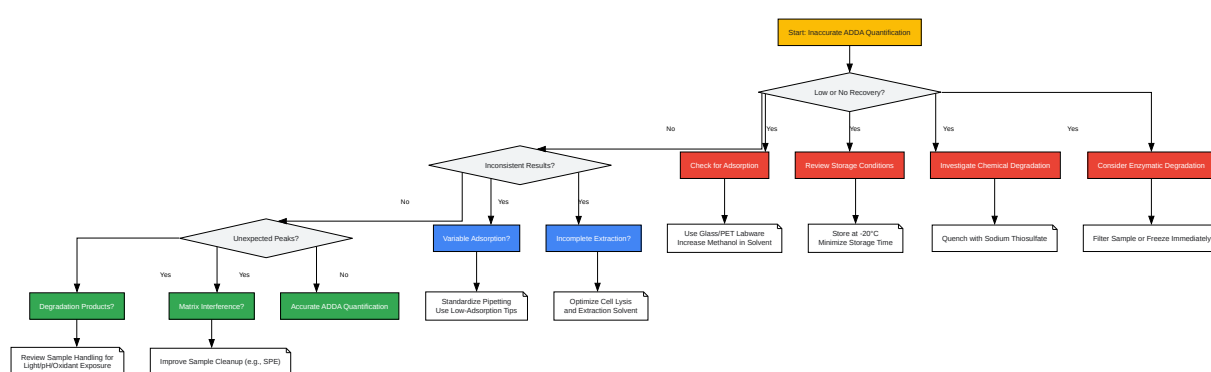 Start: Inaccurate ADDA Quantification
Low or No Recovery?
No
Yes
Yes
Yes
Yes
Inconsistent Results?
Check for Adsorption
Review Storage Conditions
Investigate Chemical Degradation
Consider Enzymatic Degradation
No
Yes
Yes
Unexpected Peaks?
Variable Adsorption?
Incomplete Extraction?
Use Glass/PET Labware
Increase Methanol in Solvent
Store at -20°C
Minimize Storage Time
Quench with Sodium Thiosulfate
Filter Sample or Freeze Immediately
Yes
Yes
No
Degradation Products?
Matrix Interference?
Accurate ADDA Quantification
Standardize Pipetting
Use Low-Adsorption Tips
Optimize Cell Lysis
and Extraction Solvent
Review Sample Handling for
Light/pH/Oxidant Exposure
Improve Sample Cleanup (e.g., SPE)